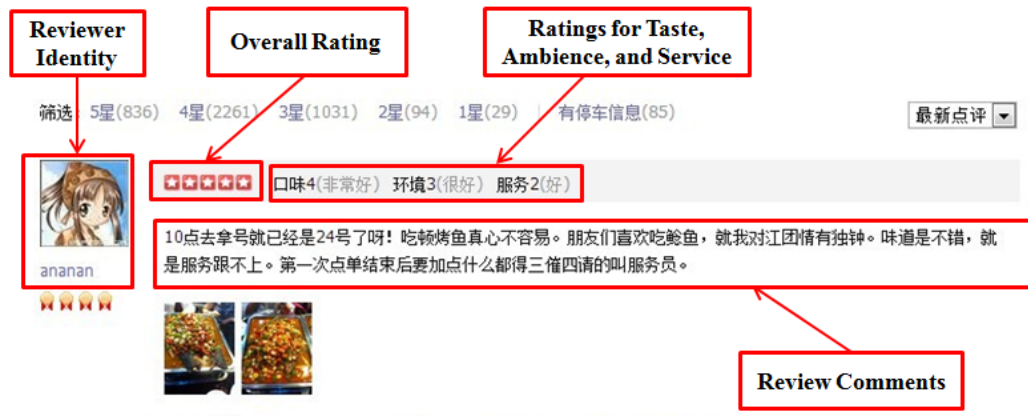 Reviewer
Identity
Overall Rating
Ratings for Taste,
Ambience, and Service
筛选：5星(836) 4星(2261) 3星(1031) 2星(94) 1星(29) | 有停车信息(85)
最新点评
口味4(非常好) 环境3(很好) 服务2(好)
10点去拿号就已经是24号了呀！吃顿烤鱼真心不容易。朋友们喜欢吃鲶鱼，就我对江团情有独钟。味道是不错，就
是服务跟不上。第一次点单结束后要加点什么都得三催四请的叫服务员。
ananan
Review Comments